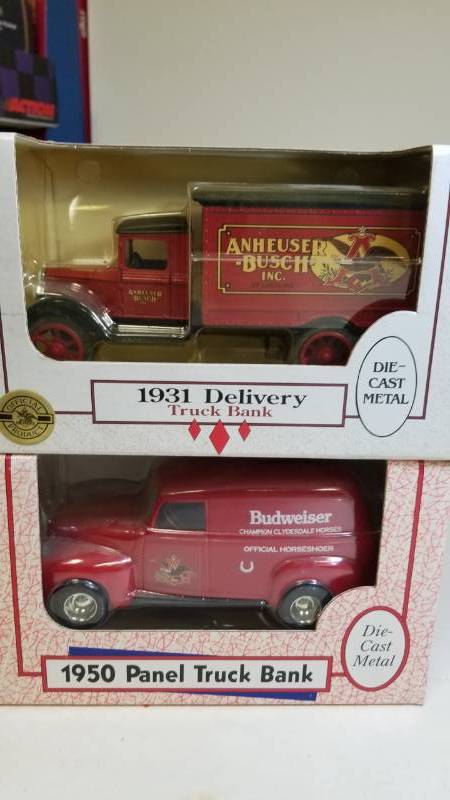 ACTION
ANHEUSER
BUSCH
INC.
ANHEUSER
BUSCH
OFFICIAL
PRODUCT
1931 Delivery
Truck Bank
DIE-
CAST
METAL
Budweiser
CHAMPION CLYDESDALE HORSES
OFFICIAL HORSESHOER
1950 Panel Truck Bank
Die-
Cast
Metal